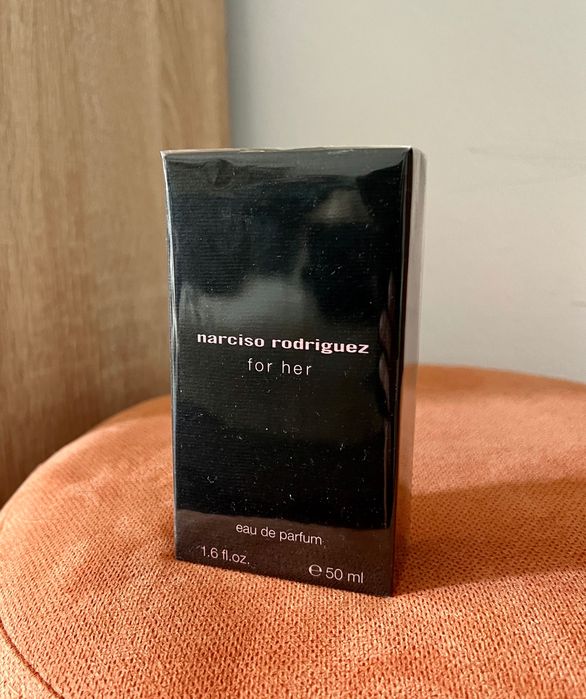 narciso rodriguez
for her
eau de parfum
1.6 fl.oz.
℮ 50 ml